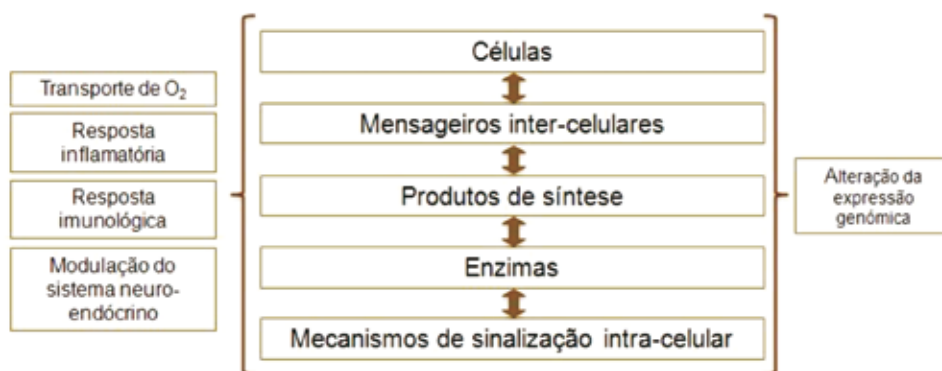 Transporte de O₂
Resposta
inflamatória
Resposta
imunológica
Modulação do
sistema neuro-
endócrino
Células
Mensageiros inter-celulares
Produtos de síntese
Enzimas
Mecanismos de sinalização intra-celular
Alteração da
expressão
genómica